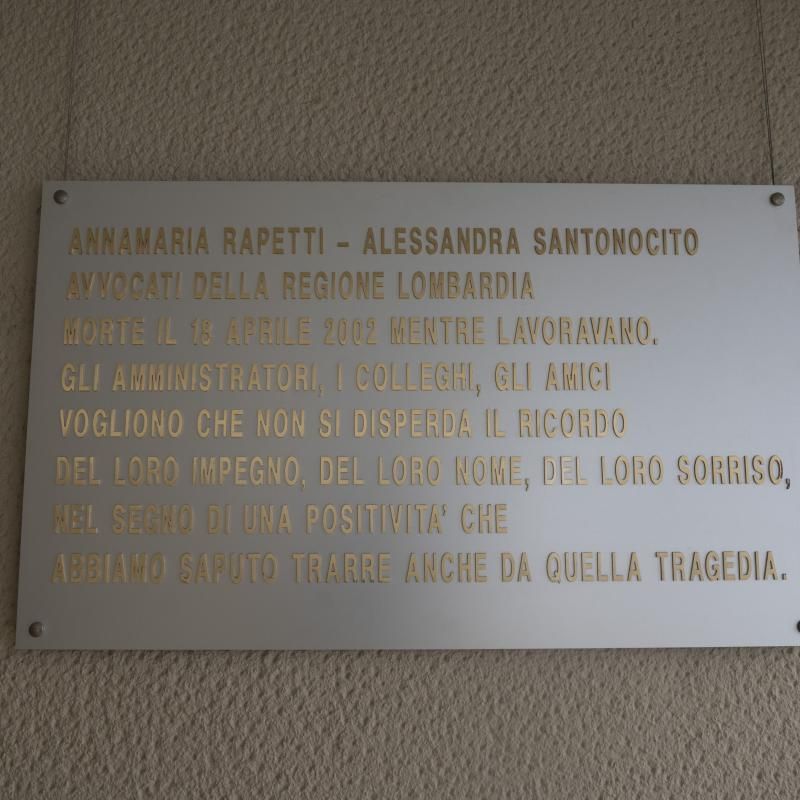 ANNAMARIA RAPETTI – ALESSANDRA SANTONOCITO
AVVOCATI DELLA REGIONE LOMBARDIA
MORTE IL 18 APRILE 2002 MENTRE LAVORAVANO.
GLI AMMINISTRATORI, I COLLEGHI, GLI AMICI
VOGLIONO CHE NON SI DISPERDA IL RICORDO
DEL LORO IMPEGNO, DEL LORO NOME, DEL LORO SORRISO,
NEL SEGNO DI UNA POSITIVITA' CHE
ABBIAMO SAPUTO TRARRE ANCHE DA QUELLA TRAGEDIA.